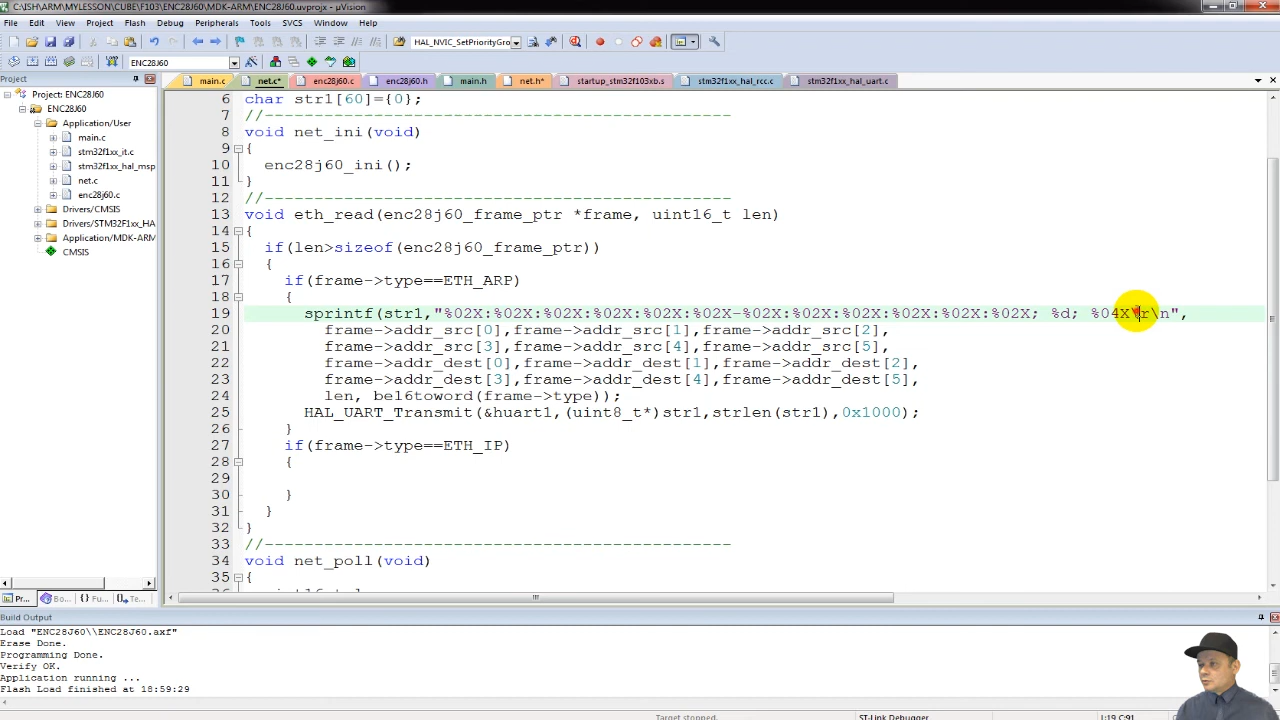 C:\ISH\ARM\MYLESSON\CUBE\F103\ENC28J60\MDK-ARM\ENC28J60.uvprojx - µVision
File Edit View Project Flash Debug Peripherals Tools SVCS Window Help
HAL_NVIC_SetPriorityGro
ENC28J60
Project
main.c net.c* enc28j60.c enc28j60.h main.h net.h* startup_stm32f103xb.s stm32f1xx_hal_rcc.c stm32f1xx_hal_uart.c
Project: ENC28J60
ENC28J60
Application/User
main.c
stm32f1xx_it.c
stm32f1xx_hal_msp
net.c
enc28j60.c
Drivers/CMSIS
Drivers/STM32F1xx_HA
Application/MDK-ARM
CMSIS
6 char str1[60]={0};
7 //-----------------------------------------------
8 void net_ini(void)
9 {
10 enc28j60_ini();
11 }
12 //-----------------------------------------------
13 void eth_read(enc28j60_frame_ptr *frame, uint16_t len)
14 {
15 if(len>sizeof(enc28j60_frame_ptr))
16 {
17 if(frame->type==ETH_ARP)
18 {
19 sprintf(str1,"%02X:%02X:%02X:%02X:%02X:%02X-%02X:%02X:%02X:%02X:%02X:%02X; %d; %04X\r\n",
20 frame->addr_src[0],frame->addr_src[1],frame->addr_src[2],
21 frame->addr_src[3],frame->addr_src[4],frame->addr_src[5],
22 frame->addr_dest[0],frame->addr_dest[1],frame->addr_dest[2],
23 frame->addr_dest[3],frame->addr_dest[4],frame->addr_dest[5],
24 len, be16toword(frame->type));
25 HAL_UART_Transmit(&huart1,(uint8_t*)str1,strlen(str1),0x1000);
26 }
27 if(frame->type==ETH_IP)
28 {
29
30 }
31 }
32 }
33 //-----------------------------------------------
34 void net_poll(void)
35 {
Pr... Bo... {} Fu... Te...
Build Output
Load "ENC28J60\\ENC28J60.axf"
Erase Done.
Programming Done.
Verify OK.
Application running ...
Flash Load finished at 18:59:29
Target stopped. ST-Link Debugger L:19 C:91